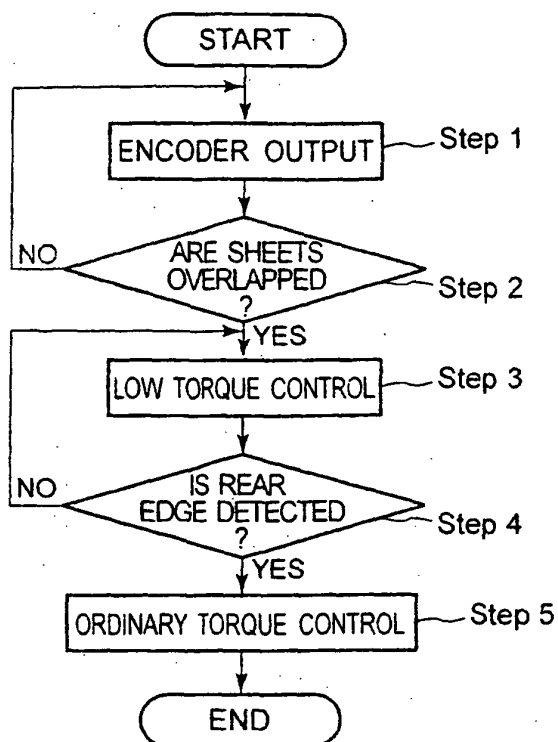 START
ENCODER OUTPUT
Step 1
NO
ARE SHEETS
OVERLAPPED
?
Step 2
YES
LOW TORQUE CONTROL
Step 3
NO
IS REAR
EDGE DETECTED
?
Step 4
YES
ORDINARY TORQUE CONTROL
Step 5
END